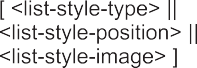 [ <list-style-type> ||
<list-style-position> ||
<list-style-image> ]